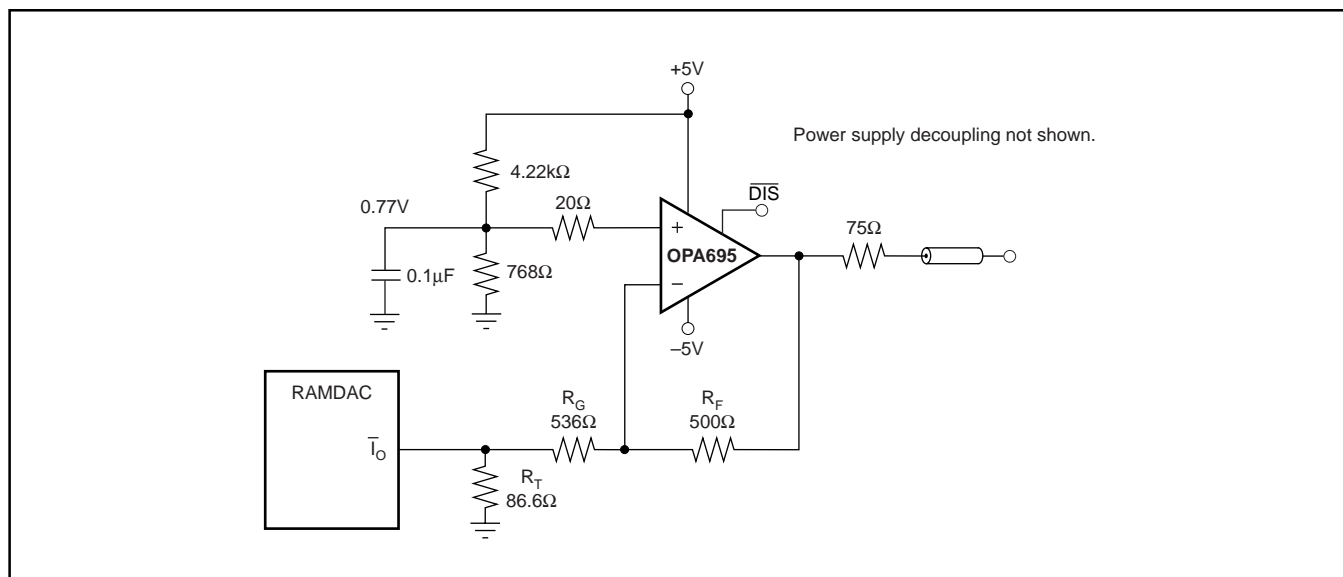 +5V
Power supply decoupling not shown.
4.22kΩ
DIS
0.77V
20Ω
75Ω
+
OPA695
–
0.1μF
768Ω
–5V
RAMDAC
R_G
536Ω
R_F
500Ω
I̅_O
R_T
86.6Ω